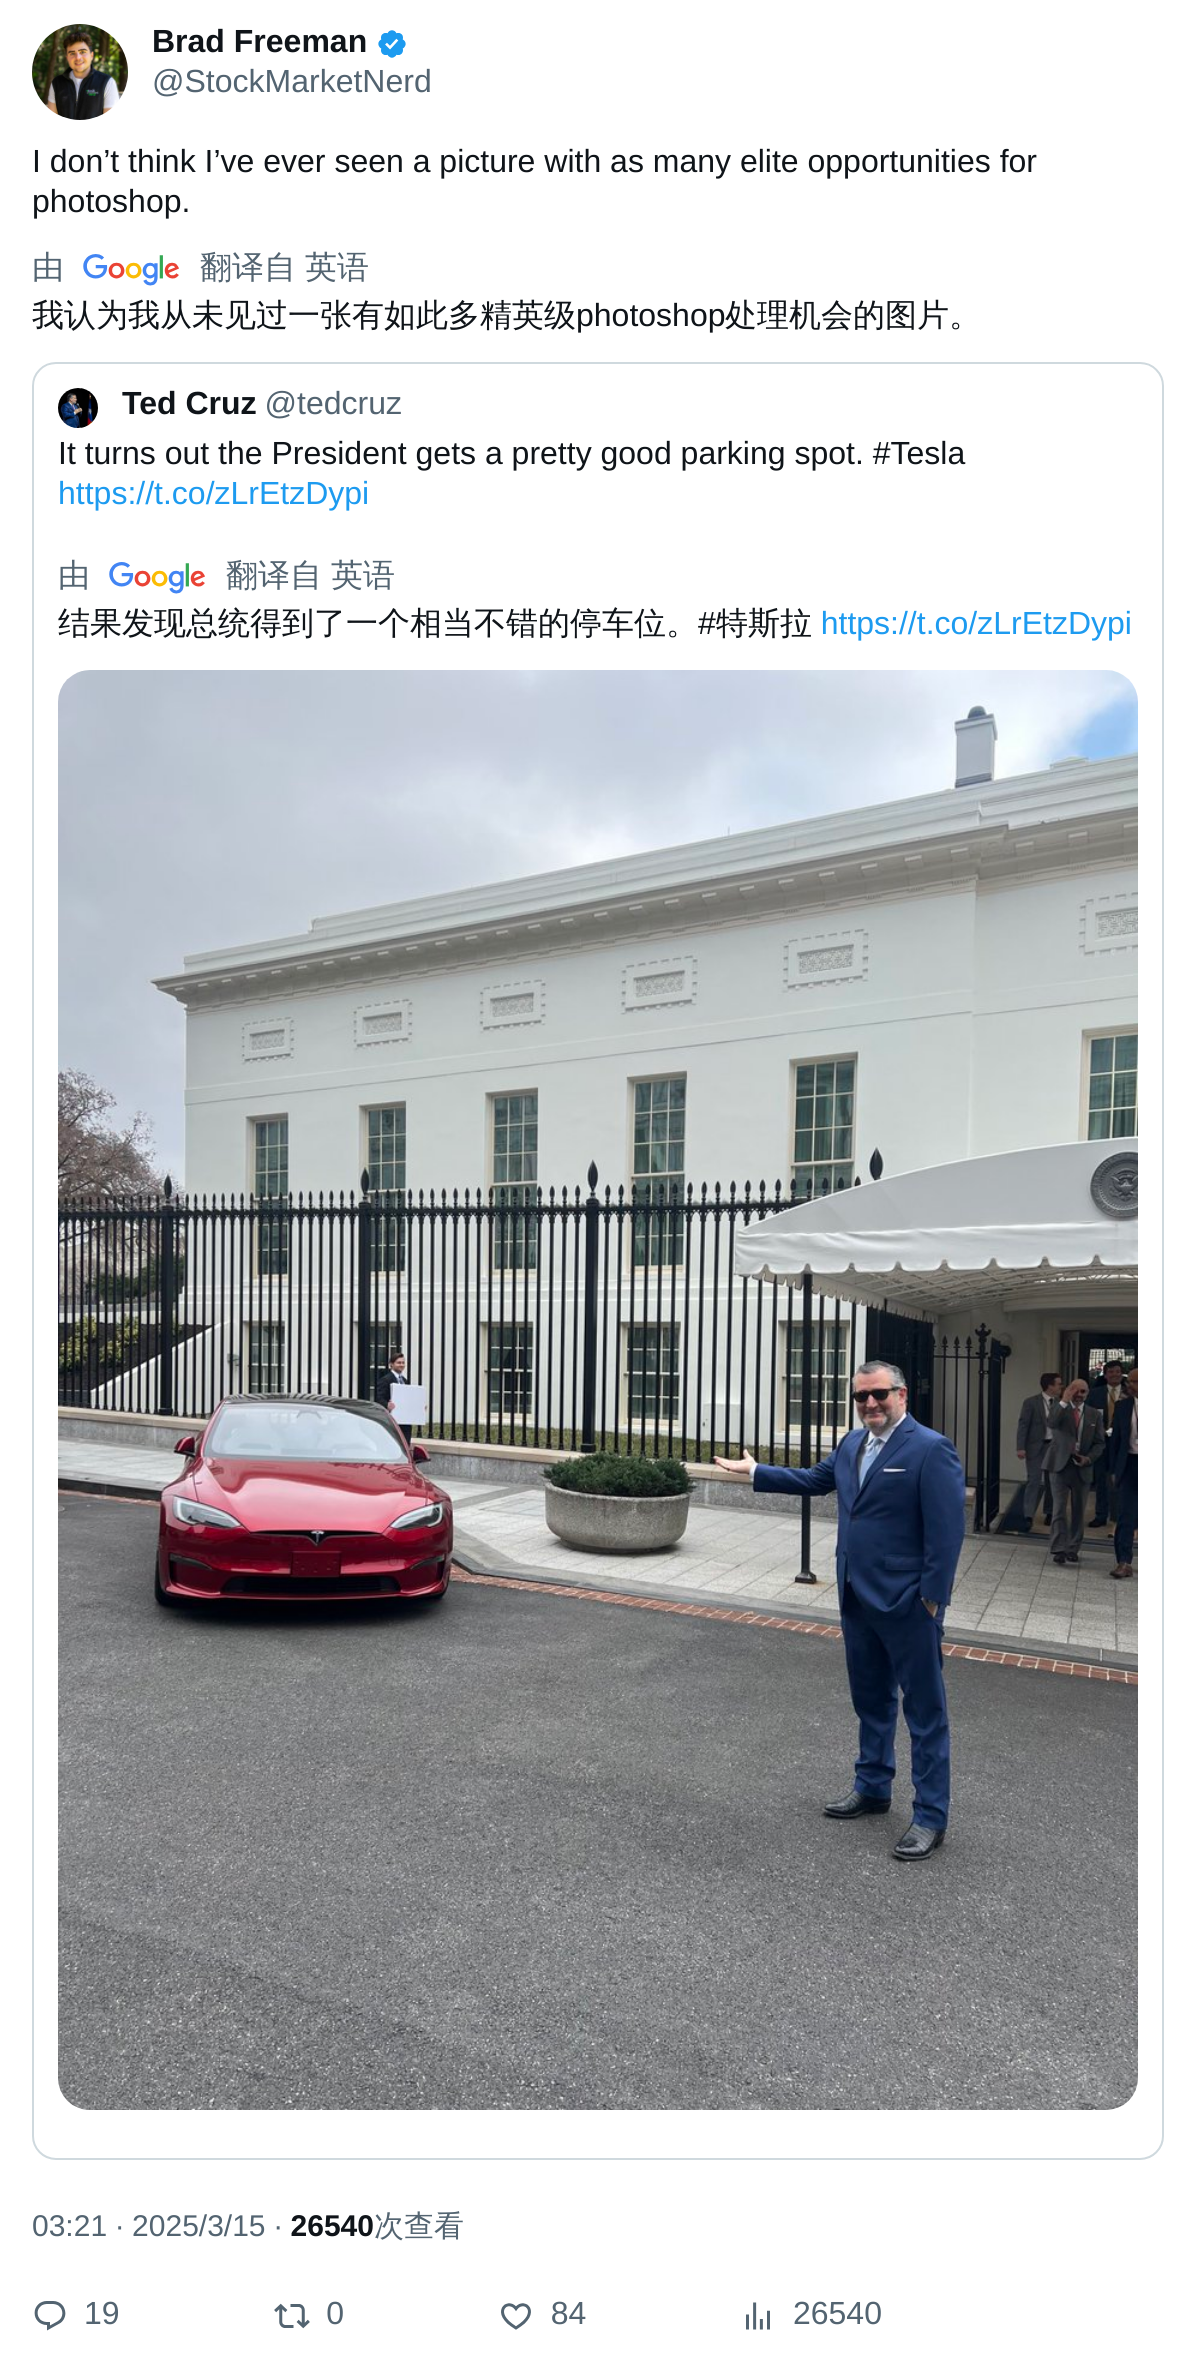 Brad Freeman
@StockMarketNerd
I don’t think I’ve ever seen a picture with as many elite opportunities for
photoshop.
由 Google 翻译自 英语
我认为我从未见过一张有如此多精英级photoshop处理机会的图片。
Ted Cruz @tedcruz
It turns out the President gets a pretty good parking spot. #Tesla
https://t.co/zLrEtzDypi
由 Google 翻译自 英语
结果发现总统得到了一个相当不错的停车位。#特斯拉 https://t.co/zLrEtzDypi
03:21 · 2025/3/15 · 26540次查看
19 0 84 26540